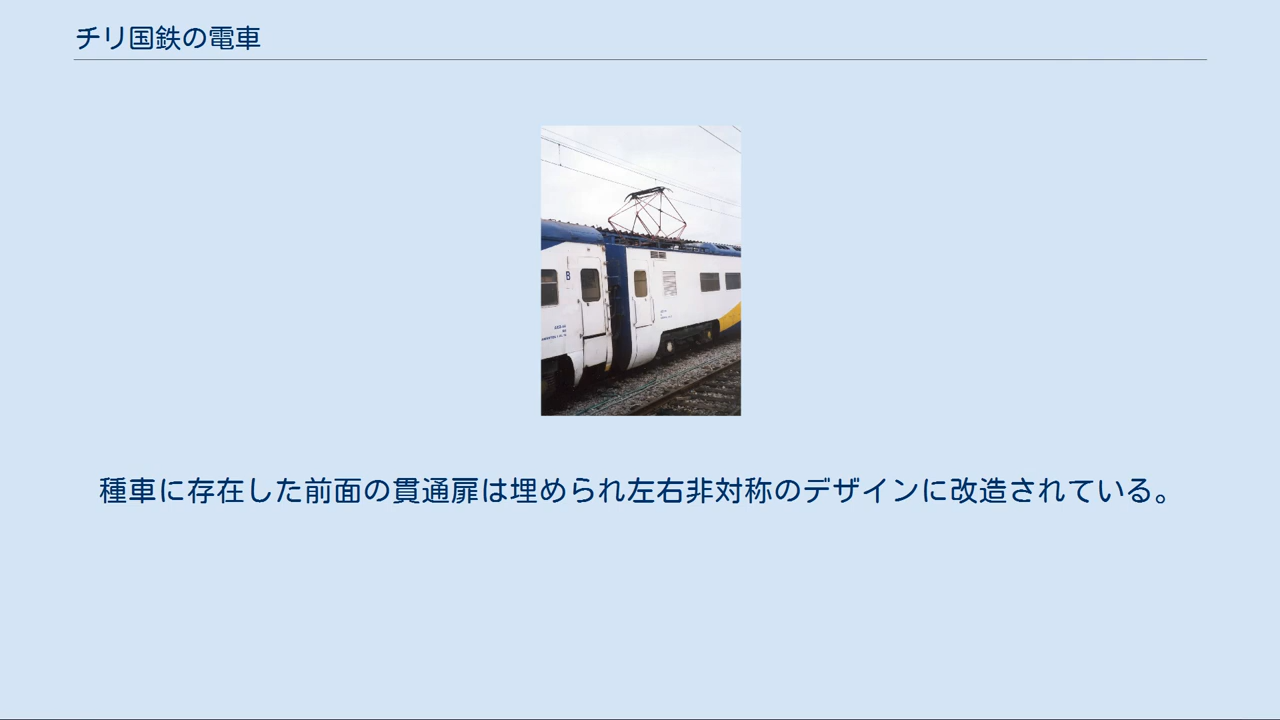 チリ国鉄の電車
B
種車に存在した前面の貫通扉は埋められ左右非対称のデザインに改造されている。